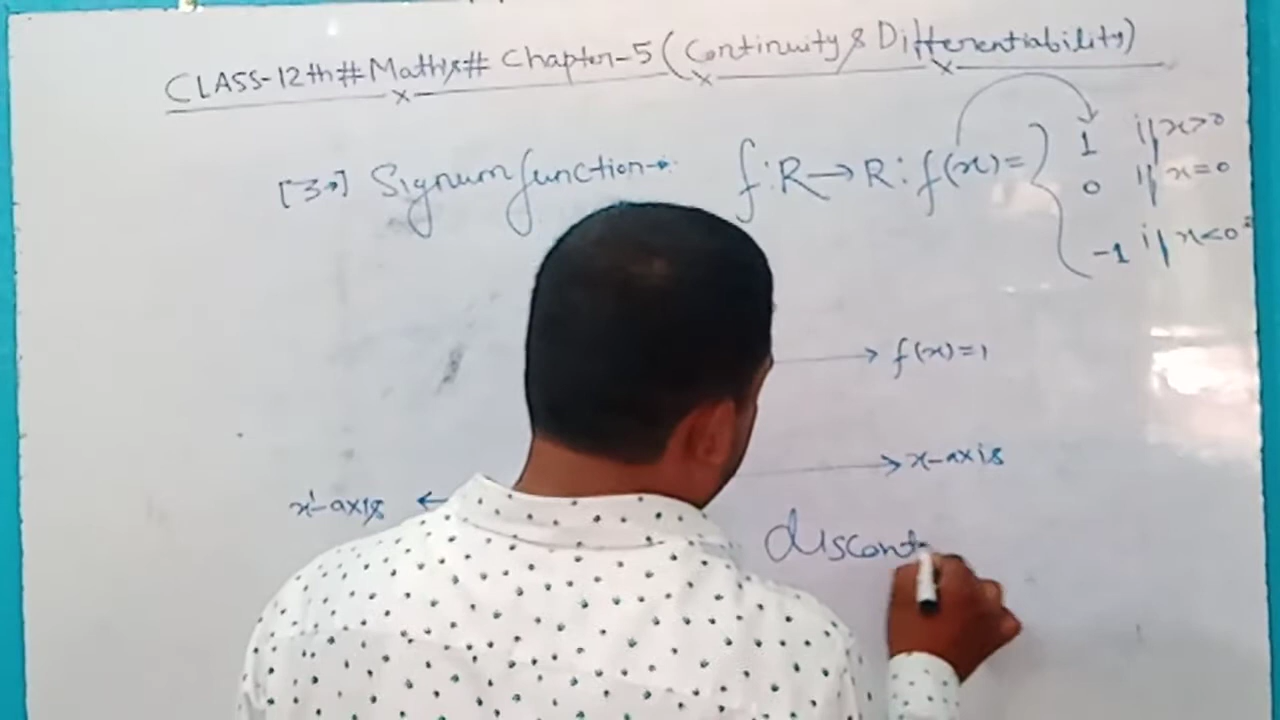 CLASS-12th # Maths # Chapter-5 (Continuity & Differentiability)
[3.] Signum function→ f:R→R:f(x)= { 1 if x>0
0 if x=0
-1 if x<0
f(x)=1
x-axis
x'-axis
discont